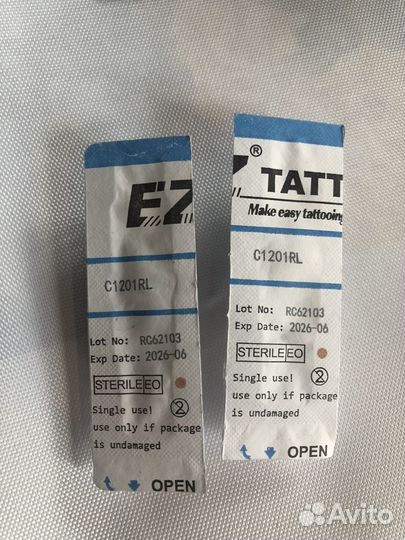 EZ
C1201RL
Lot No: RC62103
Exp Date: 2026-06
STERILE EO
Single use! 2
use only if package
is undamaged
OPEN
® TATT
Make easy tattooing
C1201RL
Lot No: RC62103
Exp Date: 2026-06
STERILE EO
Single use! 2
use only if package
is undamaged
OPEN
Avito